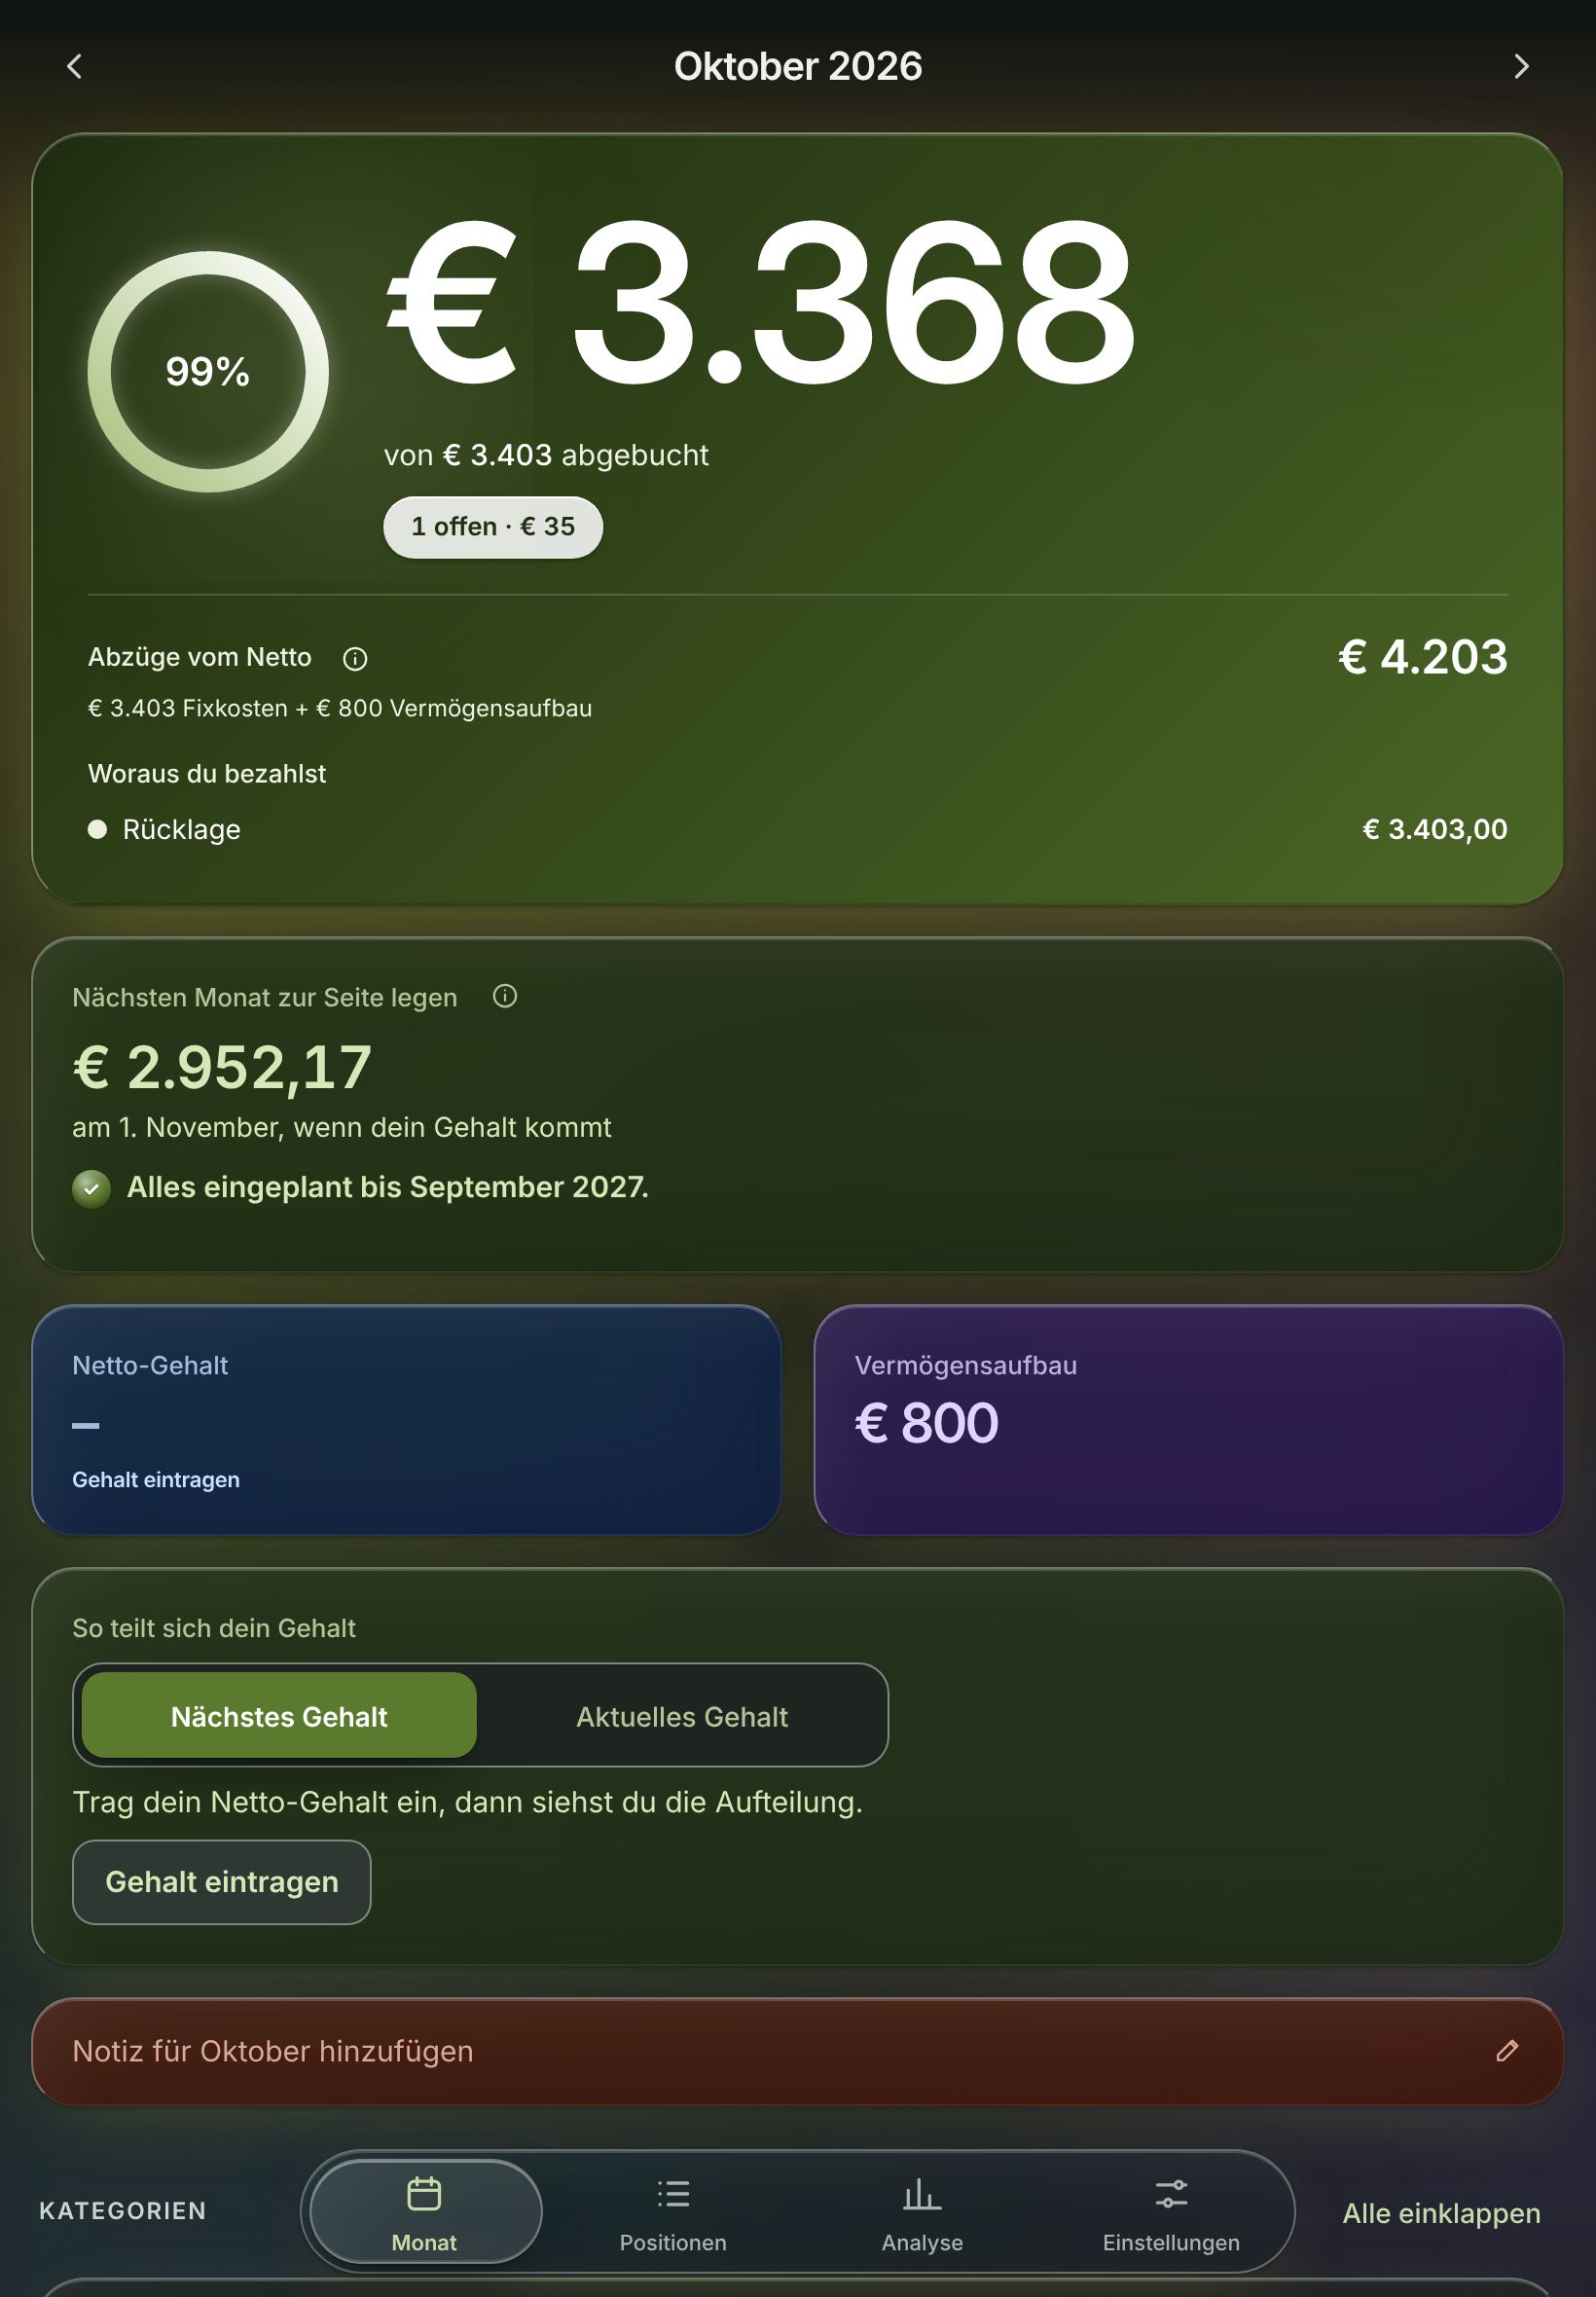 Oktober 2026
99%
€ 3.368
von € 3.403 abgebucht
1 offen · € 35
Abzüge vom Netto
€ 4.203
€ 3.403 Fixkosten + € 800 Vermögensaufbau
Woraus du bezahlst
Rücklage
€ 3.403,00
Nächsten Monat zur Seite legen
€ 2.952,17
am 1. November, wenn dein Gehalt kommt
Alles eingeplant bis September 2027.
Netto-Gehalt
–
Gehalt eintragen
Vermögensaufbau
€ 800
So teilt sich dein Gehalt
Nächstes Gehalt
Aktuelles Gehalt
Trag dein Netto-Gehalt ein, dann siehst du die Aufteilung.
Gehalt eintragen
Notiz für Oktober hinzufügen
KATEGORIEN
Monat
Positionen
Analyse
Einstellungen
Alle einklappen